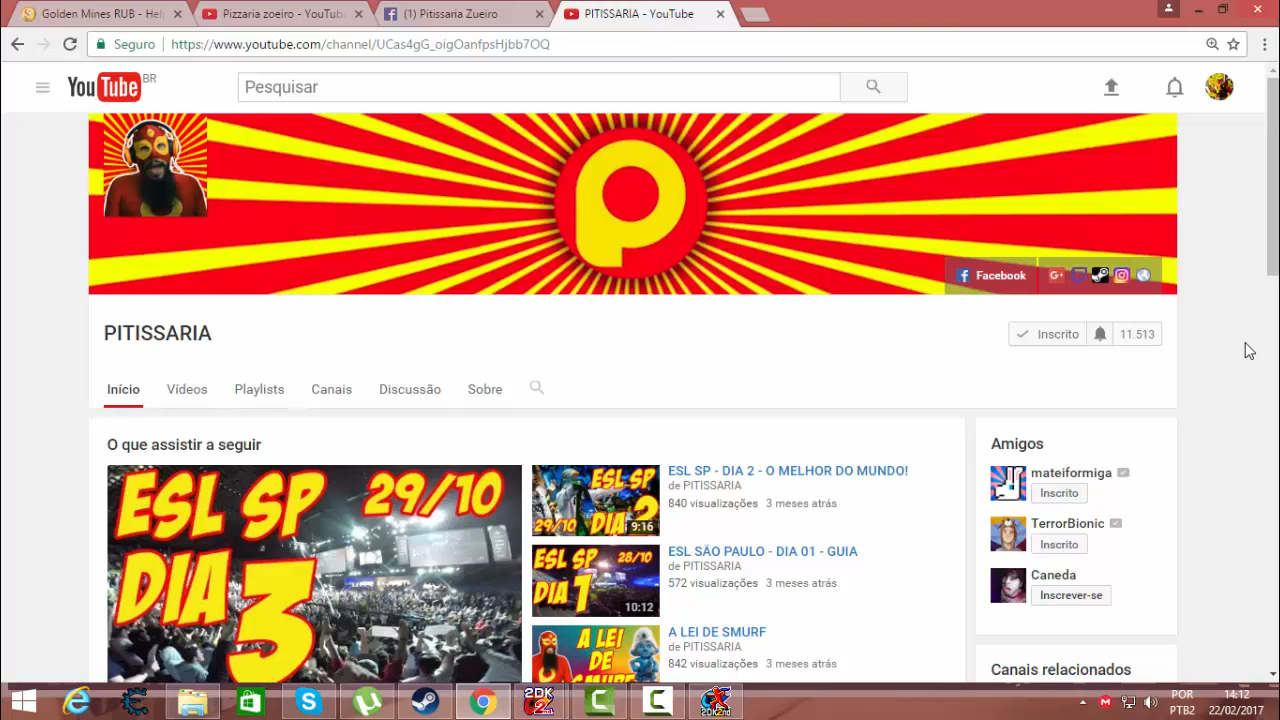 Golden Mines RUB - Hel
Pizzaria zoeiro - YouTube
(1) Pitissaria Zueiro
PITISSARIA - YouTube
Seguro
https://www.youtube.com/channel/UCas4gG_oigOanfpsHjbb7OQ
YouTube BR
Pesquisar
P
Facebook
G+
PITISSARIA
Inscrito
11.513
Início
Vídeos
Playlists
Canais
Discussão
Sobre
O que assistir a seguir
ESL SP 29/10
DIA
3
ESL SP
DIA
29/10
9:16
ESL SP - DIA 2 - O MELHOR DO MUNDO!
de PITISSARIA
840 visualizações 3 meses atrás
ESL SP 28/10
DIA 1
10:12
ESL SÃO PAULO - DIA 01 - GUIA
de PITISSARIA
572 visualizações 3 meses atrás
A LEI
DE
A LEI DE SMURF
de PITISSARIA
842 visualizações 3 meses atrás
Amigos
mateiformiga
Inscrito
TerrorBionic
Inscrito
Caneda
Inscrever-se
Canais relacionados
2DK
2nd
POR
PTB2
14:12
22/02/2017